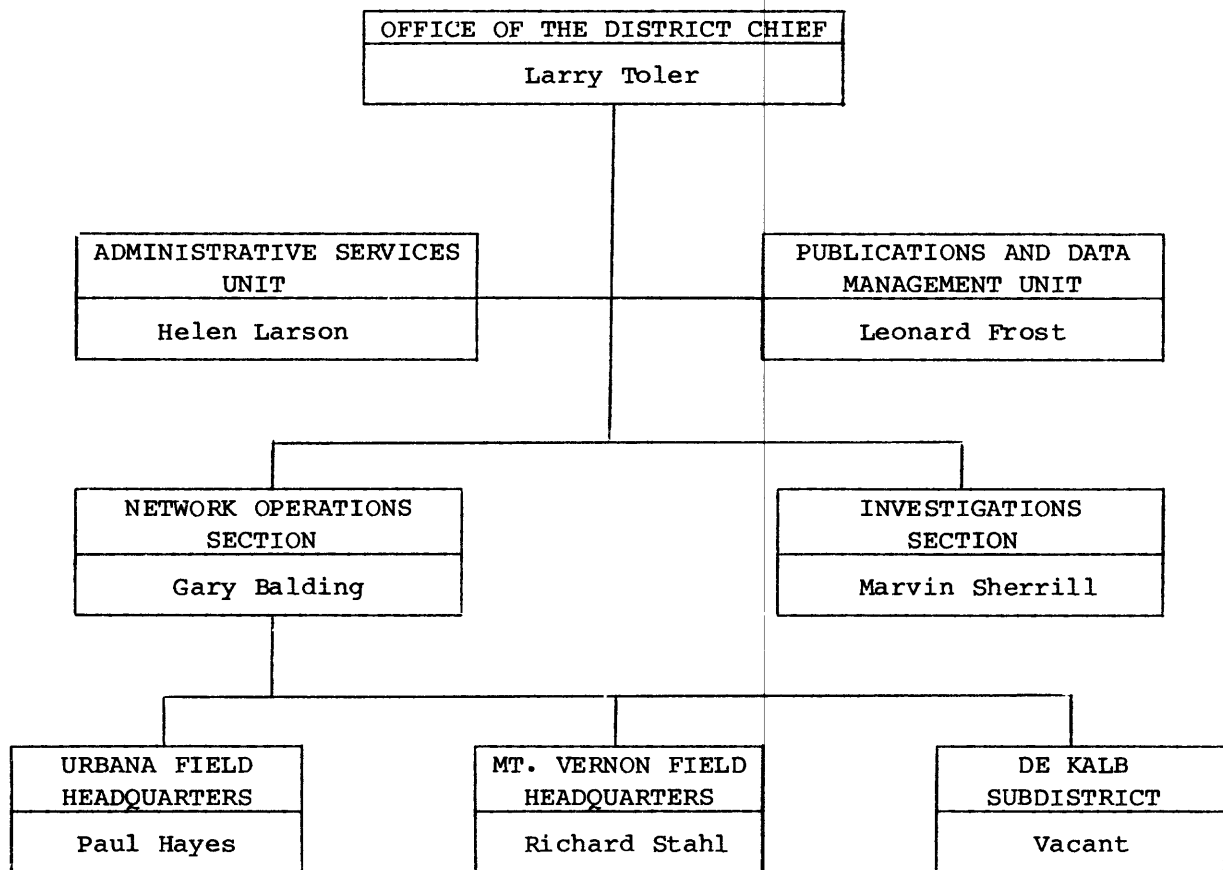 OFFICE OF THE DISTRICT CHIEF
Larry Toler
ADMINISTRATIVE SERVICES
UNIT
Helen Larson
PUBLICATIONS AND DATA
MANAGEMENT UNIT
Leonard Frost
NETWORK OPERATIONS
SECTION
Gary Balding
INVESTIGATIONS
SECTION
Marvin Sherrill
URBANA FIELD
HEADQUARTERS
Paul Hayes
MT. VERNON FIELD
HEADQUARTERS
Richard Stahl
DE KALB
SUBDISTRICT
Vacant